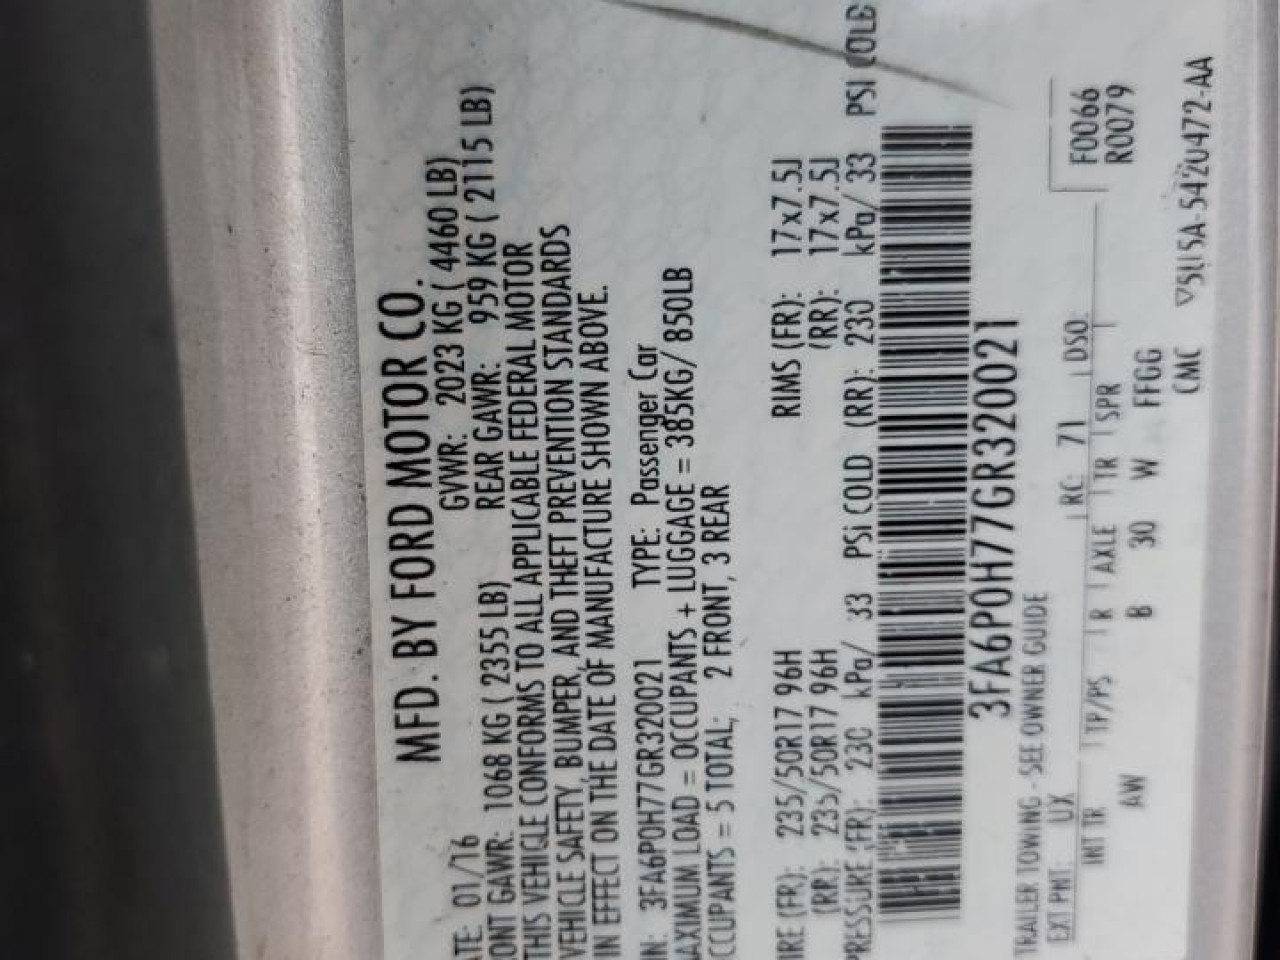 MFD. BY FORD MOTOR CO.
ATE: 01/16 GVWR: 2023 KG ( 4460 LB)
ONT GAWR: 1068 KG ( 2355 LB) REAR GAWR: 959 KG ( 2115 LB)
THIS VEHICLE CONFORMS TO ALL APPLICABLE FEDERAL MOTOR
VEHICLE SAFETY, BUMPER, AND THEFT PREVENTION STANDARDS
IN EFFECT ON THE DATE OF MANUFACTURE SHOWN ABOVE.
IN: 3FA6P0H77GR320021 TYPE: Passenger Car
AXIMUM LOAD = OCCUPANTS + LUGGAGE = 385KG/ 850LB
CCUPANTS = 5 TOTAL; 2 FRONT, 3 REAR
IRE (FR): 235/50R17 96H RIMS (FR): 17x7.5J
(RR): 235/50R17 96H (RR): 17x7.5J
PRESSURE (FR): 230 kPa/ 33 PSI COLD (RR): 230 kPa/ 33 PSI COLD
3FA6P0H77GR320021
TRAILER TOWING - SEE OWNER GUIDE
EXT PNT: UX RC: 71 DSO:
INT TR TP/PS R AXLE TR SPR
AW B 30 W FFGG
F0066
R0079
CMC
▽5U5A-5420472-AA